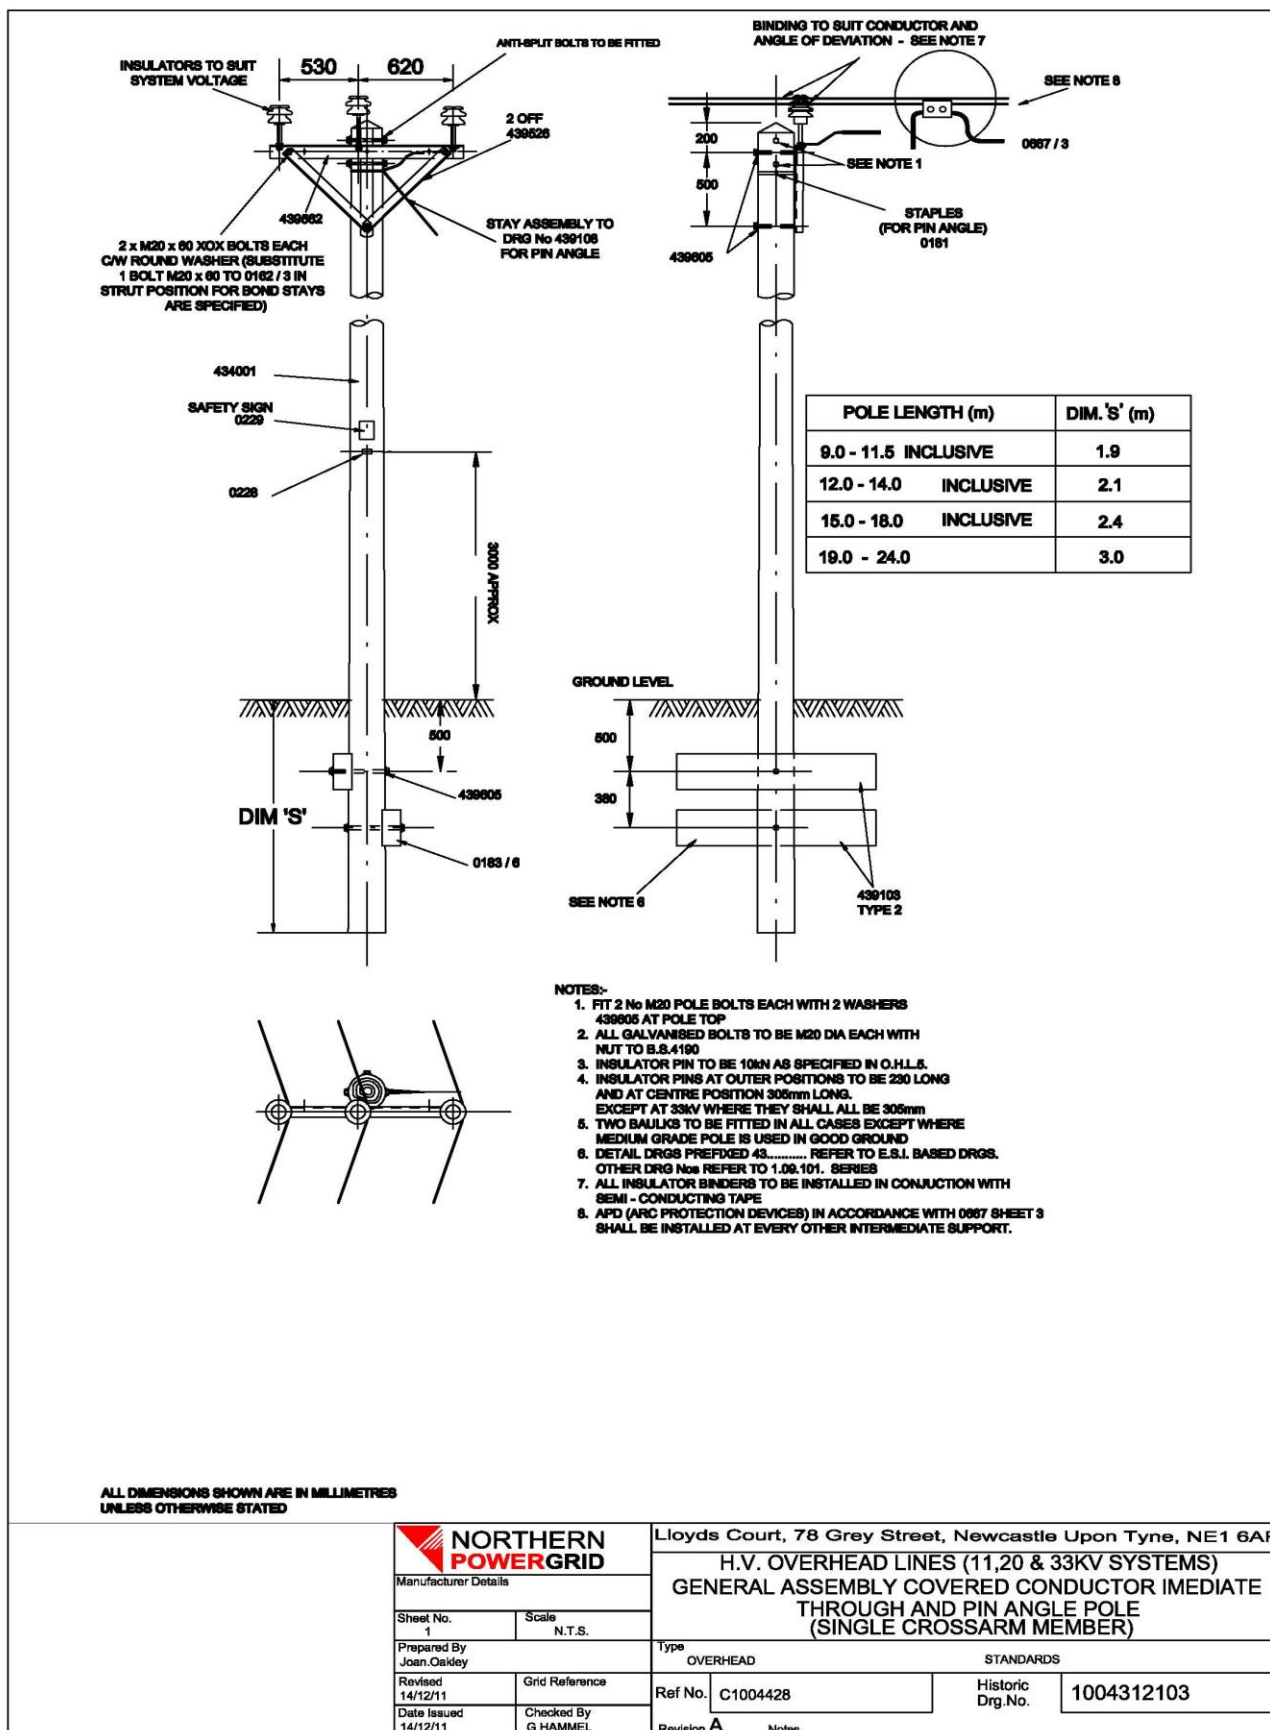 INSULATORS TO SUIT
SYSTEM VOLTAGE
530
620
ANTI-SPLIT BOLTS TO BE FITTED
2 OFF
439526
439562
2 x M20 x 60 XOX BOLTS EACH
C/W ROUND WASHER (SUBSTITUTE
1 BOLT M20 x 60 TO 0162 / 3 IN
STRUT POSITION FOR BOND STAYS
ARE SPECIFIED)
STAY ASSEMBLY TO
DRG No 439108
FOR PIN ANGLE
BINDING TO SUIT CONDUCTOR AND
ANGLE OF DEVIATION - SEE NOTE 7
SEE NOTE 8
0667 / 3
200
500
SEE NOTE 1
STAPLES
(FOR PIN ANGLE)
0181
439605
434001
SAFETY SIGN
0229
0228
3000 APPROX
POLE LENGTH (m) DIM. 'S' (m)
9.0 - 11.5 INCLUSIVE 1.9
12.0 - 14.0 INCLUSIVE 2.1
15.0 - 18.0 INCLUSIVE 2.4
19.0 - 24.0 3.0
GROUND LEVEL
500
500
360
439605
DIM 'S'
0183 / 6
SEE NOTE 6
439103
TYPE 2
NOTES:-
1. FIT 2 No M20 POLE BOLTS EACH WITH 2 WASHERS
439605 AT POLE TOP
2. ALL GALVANISED BOLTS TO BE M20 DIA EACH WITH
NUT TO B.S.4190
3. INSULATOR PIN TO BE 10kN AS SPECIFIED IN O.H.L.5.
4. INSULATOR PINS AT OUTER POSITIONS TO BE 230 LONG
AND AT CENTRE POSITION 305mm LONG.
EXCEPT AT 33kV WHERE THEY SHALL ALL BE 305mm
5. TWO BAULKS TO BE FITTED IN ALL CASES EXCEPT WHERE
MEDIUM GRADE POLE IS USED IN GOOD GROUND
6. DETAIL DRGS PREFIXED 43.......... REFER TO E.S.I. BASED DRGS.
OTHER DRG Nos REFER TO 1.09.101. SERIES
7. ALL INSULATOR BINDERS TO BE INSTALLED IN CONJUCTION WITH
SEMI - CONDUCTING TAPE
8. APD (ARC PROTECTION DEVICES) IN ACCORDANCE WITH 0667 SHEET 3
SHALL BE INSTALLED AT EVERY OTHER INTERMEDIATE SUPPORT.
ALL DIMENSIONS SHOWN ARE IN MILLIMETRES
UNLESS OTHERWISE STATED
NORTHERN
POWERGRID
Manufacturer Details
Sheet No.
1
Scale
N.T.S.
Prepared By
Joan.Oakley
Revised
14/12/11
Grid Reference
Date Issued
14/12/11
Checked By
G HAMMEL
Lloyds Court, 78 Grey Street, Newcastle Upon Tyne, NE1 6AF
H.V. OVERHEAD LINES (11,20 & 33KV SYSTEMS)
GENERAL ASSEMBLY COVERED CONDUCTOR IMEDIATE
THROUGH AND PIN ANGLE POLE
(SINGLE CROSSARM MEMBER)
Type
OVERHEAD STANDARDS
Ref No. C1004428
Historic
Drg.No.
1004312103
Revision A Notes